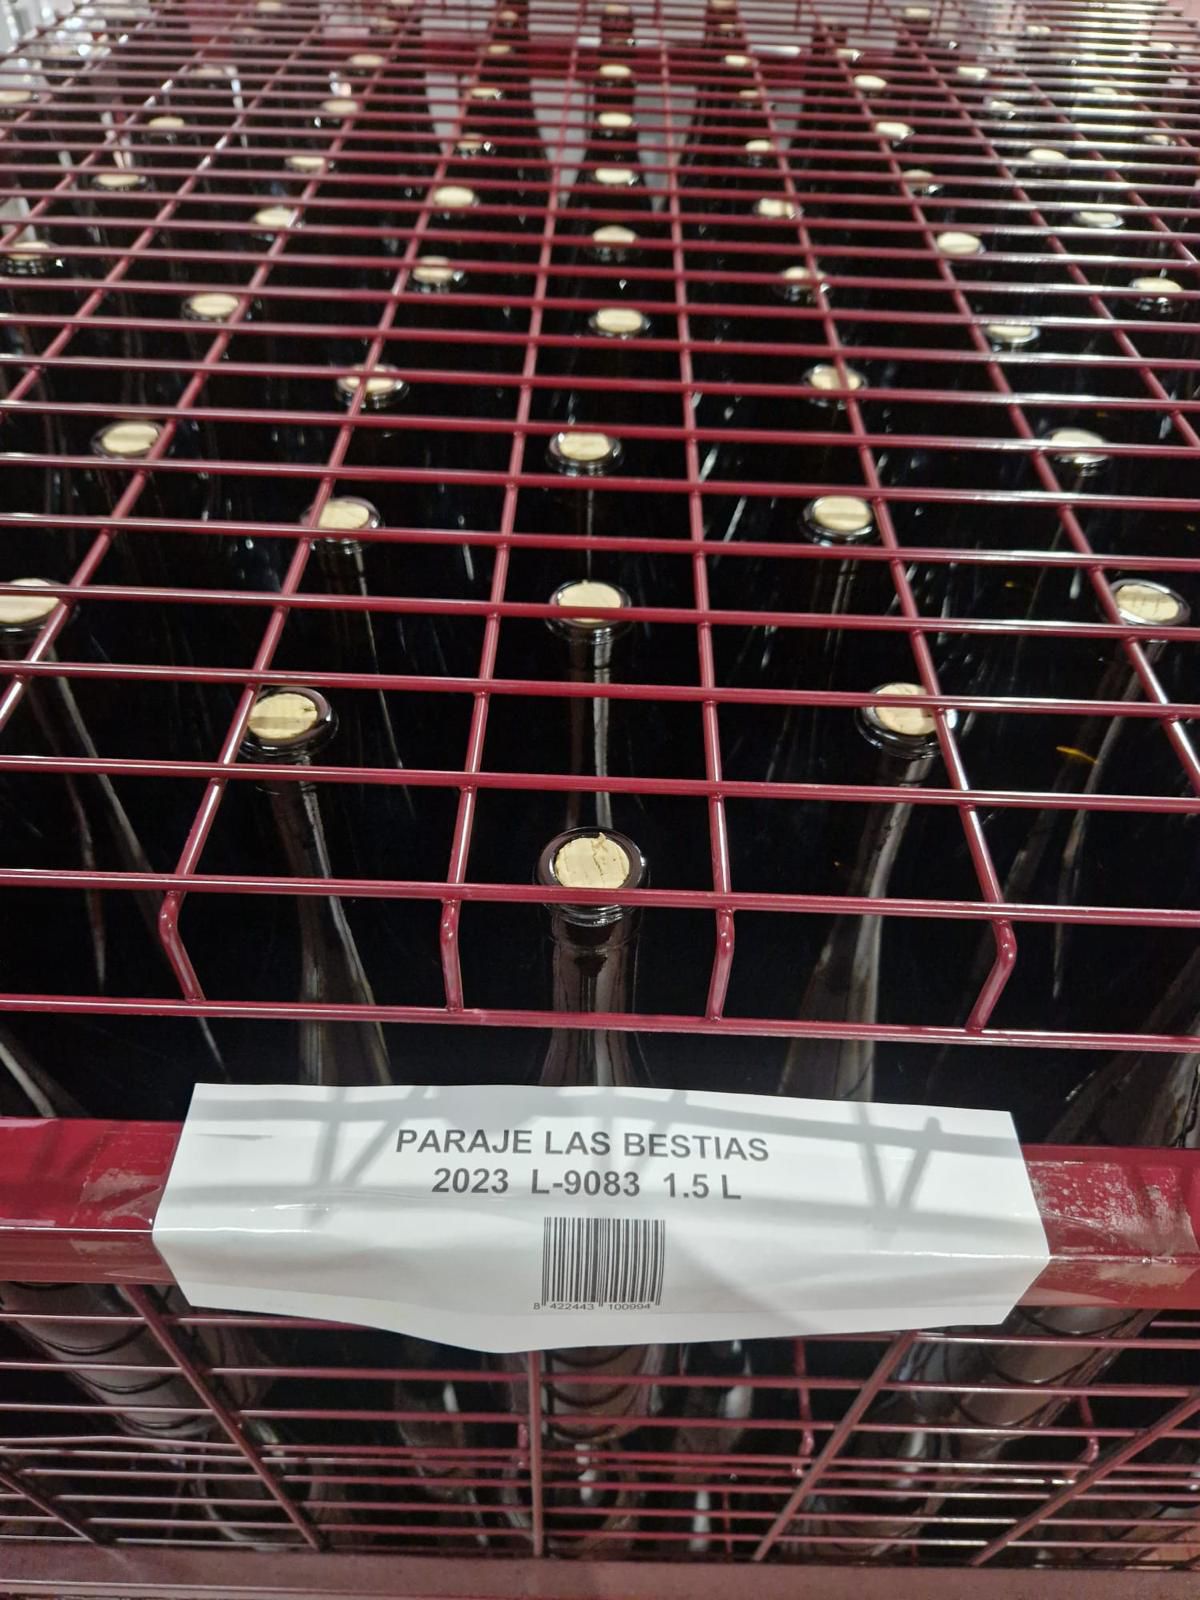 PARAJE LAS BESTIAS
2023 L-9083 1.5 L
8 422443 100994